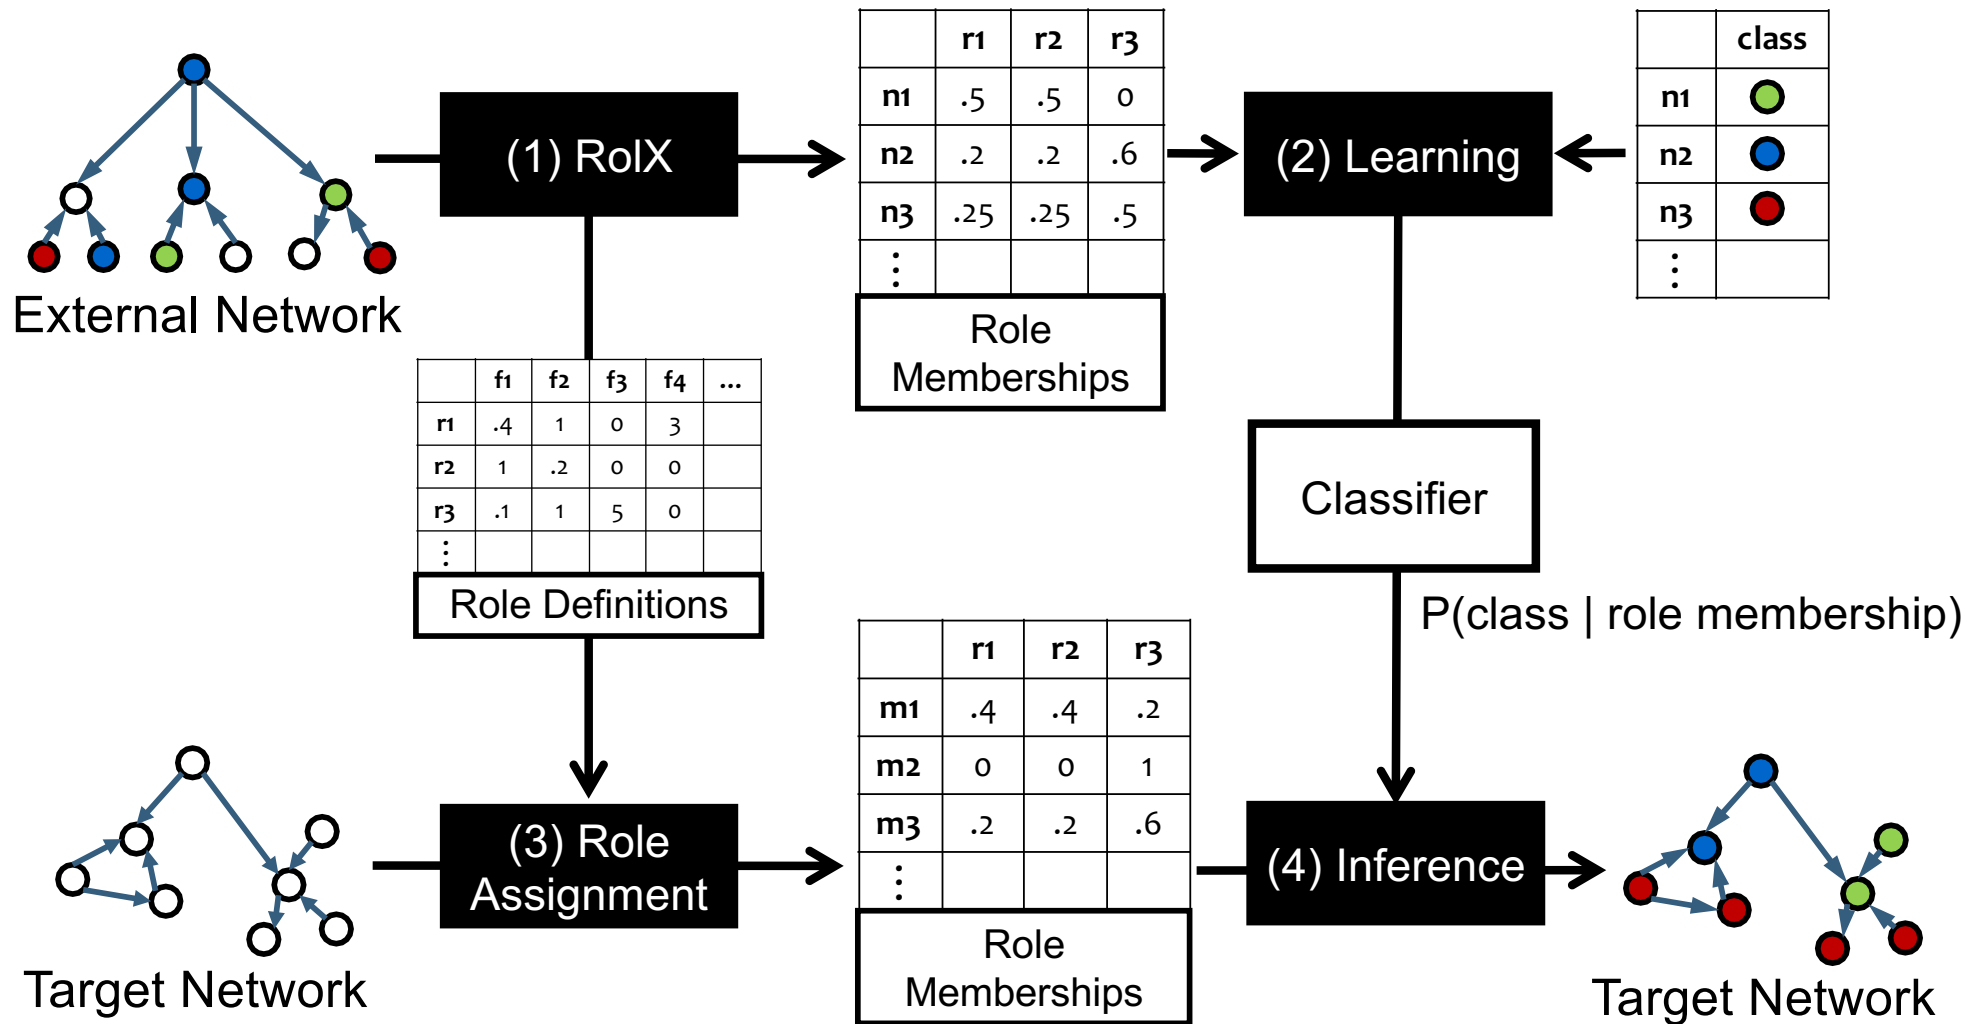 External Network
(1) RolX
r1 r2 r3
n1 .5 .5 0
n2 .2 .2 .6
n3 .25 .25 .5
⋮
Role
Memberships
(2) Learning
class
n1
n2
n3
⋮
f1 f2 f3 f4 ...
r1 .4 1 0 3
r2 1 .2 0 0
r3 .1 1 5 0
⋮
Role Definitions
Classifier
P(class | role membership)
Target Network
(3) Role
Assignment
r1 r2 r3
m1 .4 .4 .2
m2 0 0 1
m3 .2 .2 .6
⋮
Role
Memberships
(4) Inference
Target Network